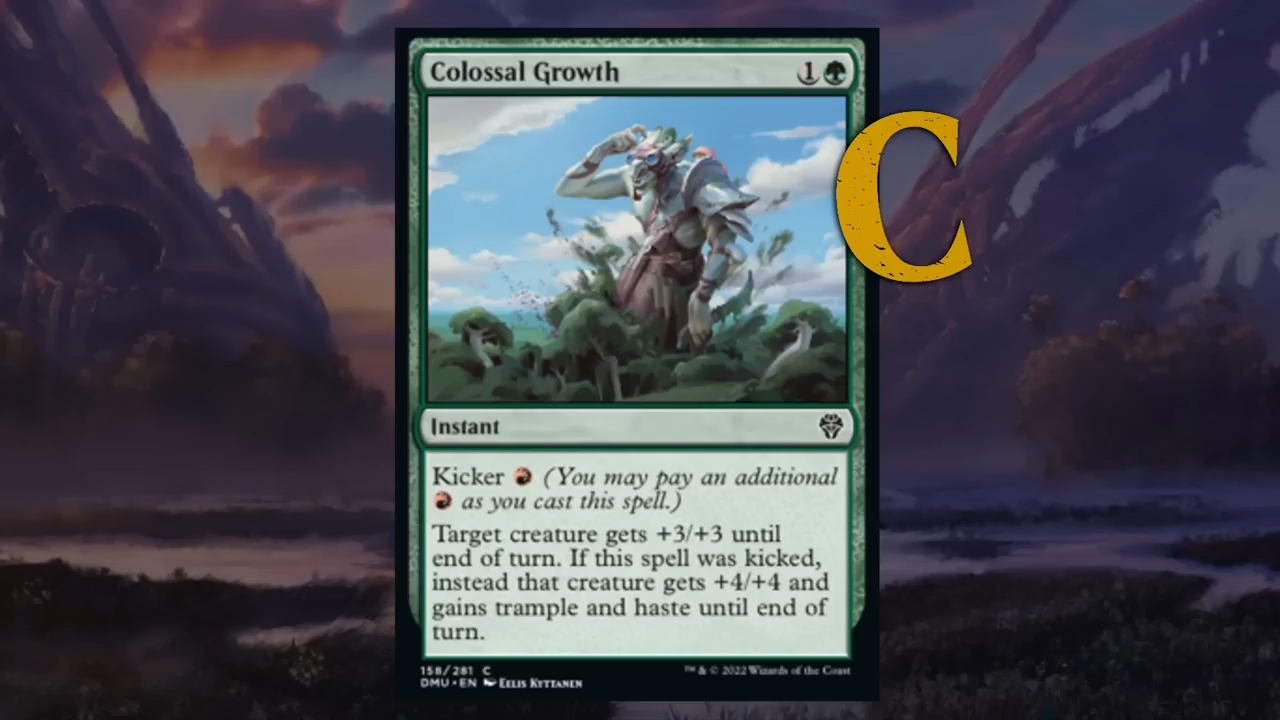 Colossal Growth 1
C
Instant
Kicker (You may pay an additional
as you cast this spell.)
Target creature gets +3/+3 until
end of turn. If this spell was kicked,
instead that creature gets +4/+4 and
gains trample and haste until end of
turn.
158/281 C ™ & © 2022 Wizards of the Coast
DMU • EN Eelis Kyttanen